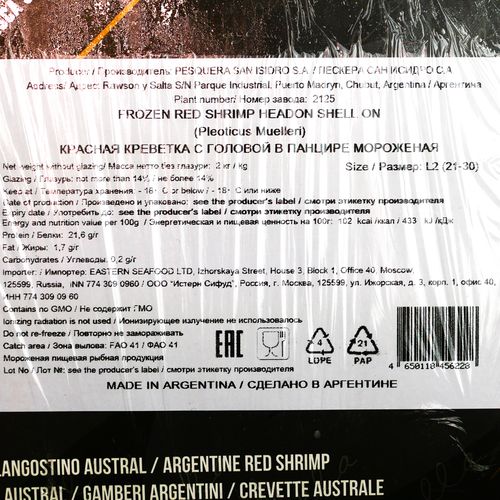 Producer / Производитель: PESQUERA SAN ISIDRO S.A. / ПЕСКЕРА САН ИСИДРО С.А
Address/ Адрес: Rawson y Salta S/N Parque Industrial, Puerto Madryn, Chubut, Argentina / Аргентина
Plant number/ Номер завода: 2125
FROZEN RED SHRIMP HEADON SHELL ON
(Pleoticus Muelleri)
КРАСНАЯ КРЕВЕТКА С ГОЛОВОЙ В ПАНЦИРЕ МОРОЖЕНАЯ
Net weight without glazing / Масса нетто без глазури: 2 кг / kg
Size / Размер: L2 (21-30)
Glazing / Глазурь: not more than 14% / не более 14%
Keep at / Температура хранения: - 18° C or below / - 18° C или ниже
Date of production / Произведено и упаковано: see the producer's label / смотри этикетку производителя
Expiry date / Употребить до: see the producer's label / смотри этикетку производителя
Energy and nutrition value per 100g / Энергетическая и пищевая ценность на 100г: 102 kcal /ккал / 433 kJ /кДж
Protein / Белки: 21,6 g/г
Fat / Жиры: 1,7 g/г
Carbohydrates / Углеводы: 0,2 g/г
Importer: / Импортер: EASTERN SEAFOOD LTD, Izhorskaya Street, House 3, Block 1, Office 40, Moscow,
125599, Russia, INN 774 309 0960 / ООО "Истерн Сифуд", Россия, г. Москва, 125599, ул. Ижорская, д. 3, корп. 1, оф. 40,
ИНН 774 309 09 60
Contains no GMO / Не содержит ГМО
Ionizing radiation is not used / Ионизирующее излучение не использовалось
Do not re-freeze / Повторно не замораживать
Catch area / Зона вылова: FAO 41 / ФАО 41
Мороженая пищевая рыбная продукция
Lot No / Лот №: see the producer's label / смотри этикетку производителя
EAC
4
LDPE
21
PAP
4 650118 456228
MADE IN ARGENTINA / СДЕЛАНО В АРГЕНТИНЕ
LANGOSTINO AUSTRAL / ARGENTINE RED SHRIMP
AUSTRAL / GAMBERI ARGENTINI / CREVETTE AUSTRALE